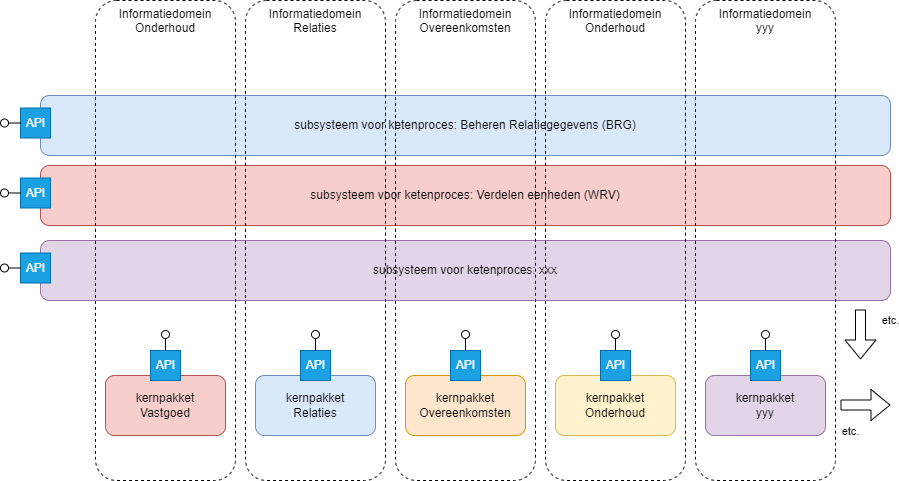 Informatiedomein
Onderhoud
Informatiedomein
Relaties
Informatiedomein
Overeenkomsten
Informatiedomein
Onderhoud
Informatiedomein
yyy
API
subsysteem voor ketenproces: Beheren Relatiegegevens (BRG)
API
subsysteem voor ketenproces: Verdelen eenheden (WRV)
API
subsysteem voor ketenproces: xxx
etc.
API
kernpakket
Vastgoed
API
kernpakket
Relaties
API
kernpakket
Overeenkomsten
API
kernpakket
Onderhoud
API
kernpakket
yyy
etc.